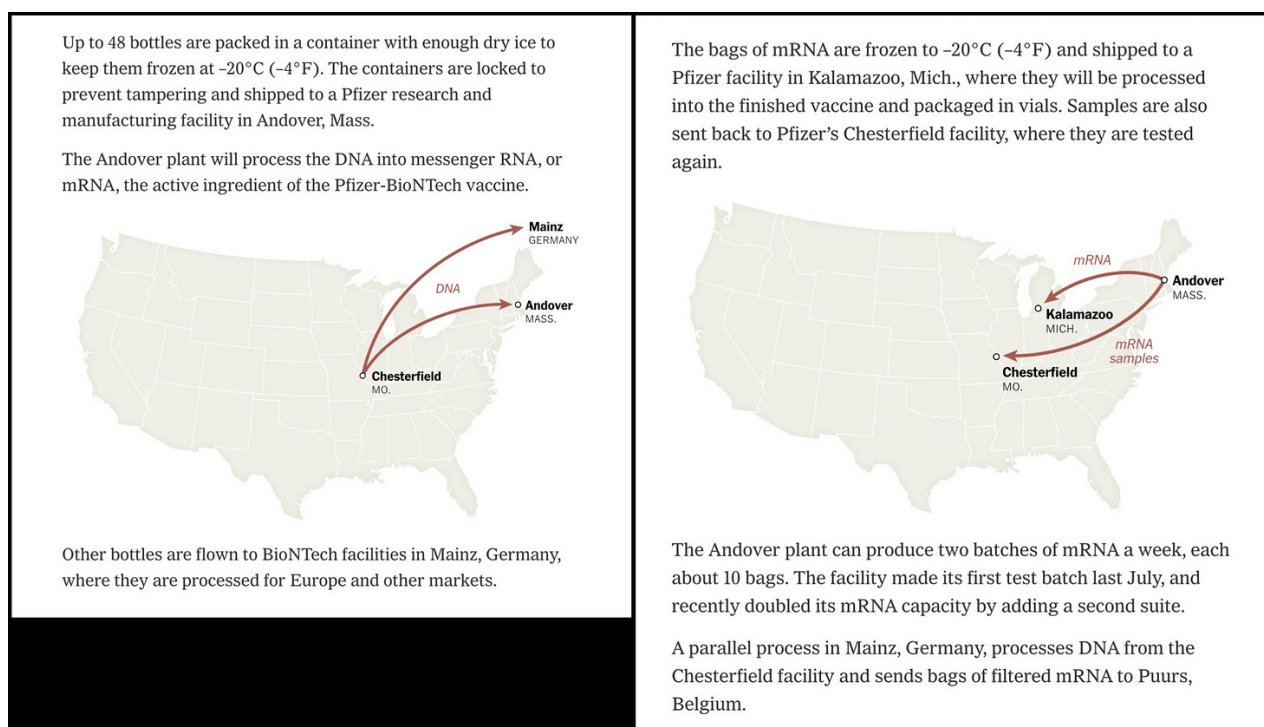 Up to 48 bottles are packed in a container with enough dry ice to
keep them frozen at –20°C (–4°F). The containers are locked to
prevent tampering and shipped to a Pfizer research and
manufacturing facility in Andover, Mass.
The Andover plant will process the DNA into messenger RNA, or
mRNA, the active ingredient of the Pfizer-BioNTech vaccine.
Mainz
GERMANY
DNA
Andover
MASS.
Chesterfield
MO.
Other bottles are flown to BioNTech facilities in Mainz, Germany,
where they are processed for Europe and other markets.
The bags of mRNA are frozen to –20°C (–4°F) and shipped to a
Pfizer facility in Kalamazoo, Mich., where they will be processed
into the finished vaccine and packaged in vials. Samples are also
sent back to Pfizer’s Chesterfield facility, where they are tested
again.
mRNA
Andover
MASS.
Kalamazoo
MICH.
mRNA
samples
Chesterfield
MO.
The Andover plant can produce two batches of mRNA a week, each
about 10 bags. The facility made its first test batch last July, and
recently doubled its mRNA capacity by adding a second suite.
A parallel process in Mainz, Germany, processes DNA from the
Chesterfield facility and sends bags of filtered mRNA to Puurs,
Belgium.